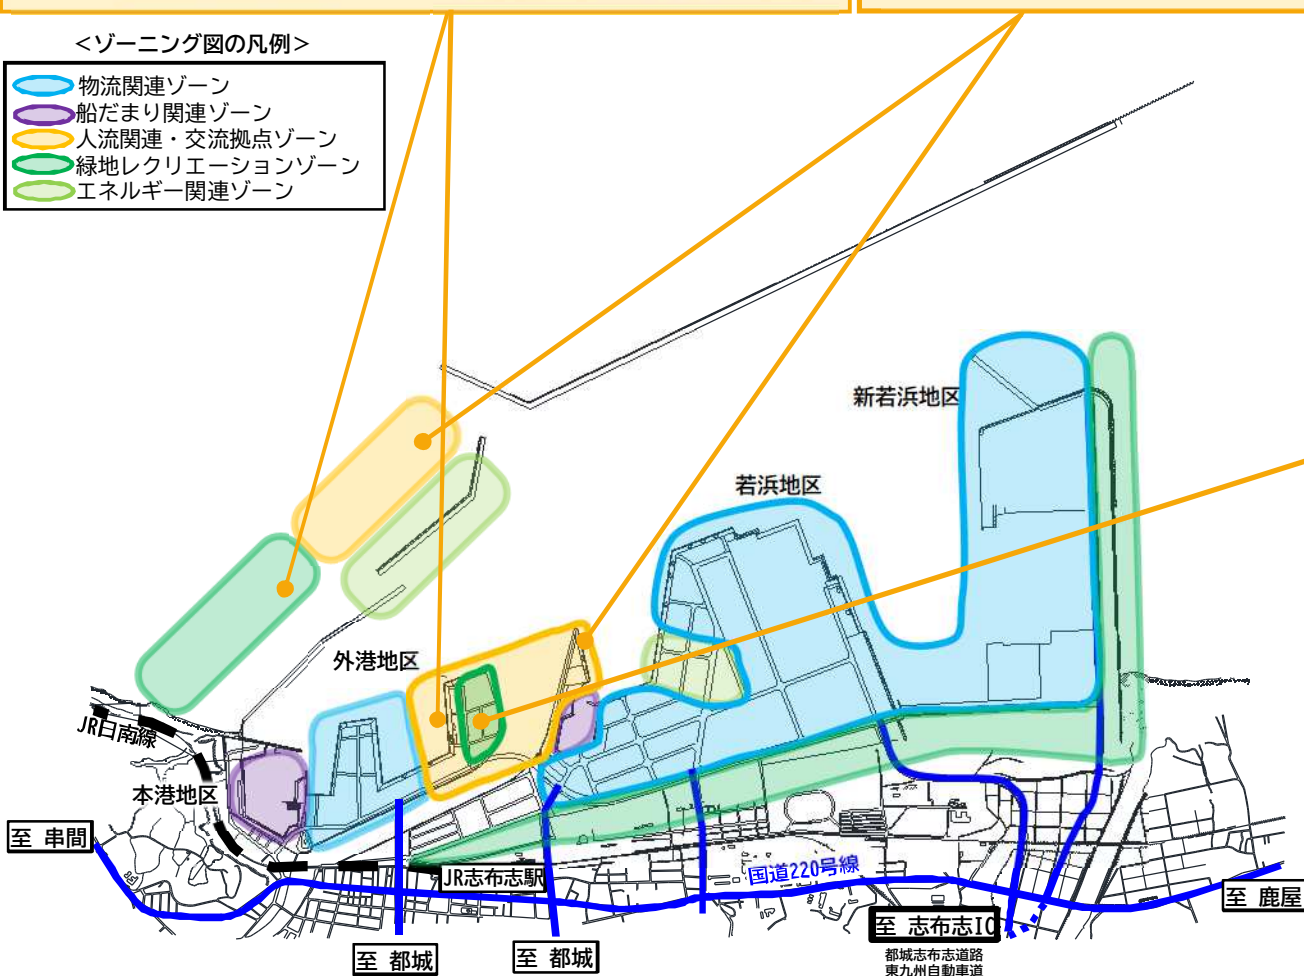 ＜ゾーニング図の凡例＞
物流関連ゾーン
船だまり関連ゾーン
人流関連・交流拠点ゾーン
緑地レクリエーションゾーン
エネルギー関連ゾーン
新若浜地区
若浜地区
外港地区
JR日南線
本港地区
至 串間
JR志布志駅
国道220号線
至 鹿屋
至 志布志IC
至 都城
至 都城
都城志布志道路
東九州自動車道